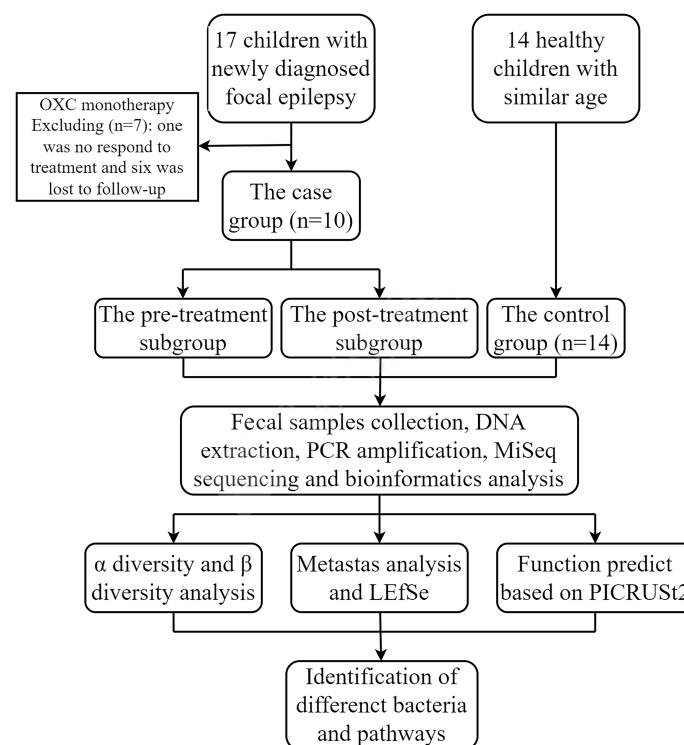 17 children with
newly diagnosed
focal epilepsy
14 healthy
children with
similar age
OXC monotherapy
Excluding (n=7): one
was no respond to
treatment and six was
lost to follow-up
The case
group (n=10)
The pre-treatment
subgroup
The post-treatment
subgroup
The control
group (n=14)
Fecal samples collection, DNA
extraction, PCR amplification, MiSeq
sequencing and bioinformatics analysis
α diversity and β
diversity analysis
Metastas analysis
and LEfSe
Function predict
based on PICRUSt2
Identification of
differenct bacteria
and pathways